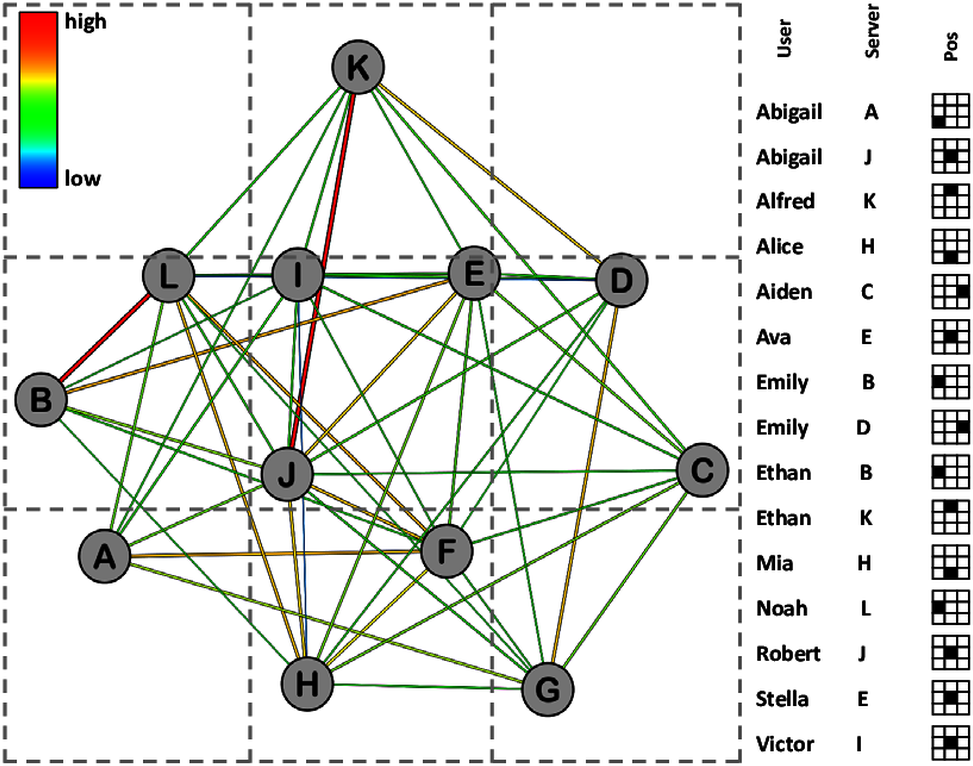 high
low
K
L
I
E
D
B
J
C
A
F
H
G
User Server Pos
Abigail A
Abigail J
Alfred K
Alice H
Aiden C
Ava E
Emily B
Emily D
Ethan B
Ethan K
Mia H
Noah L
Robert J
Stella E
Victor I